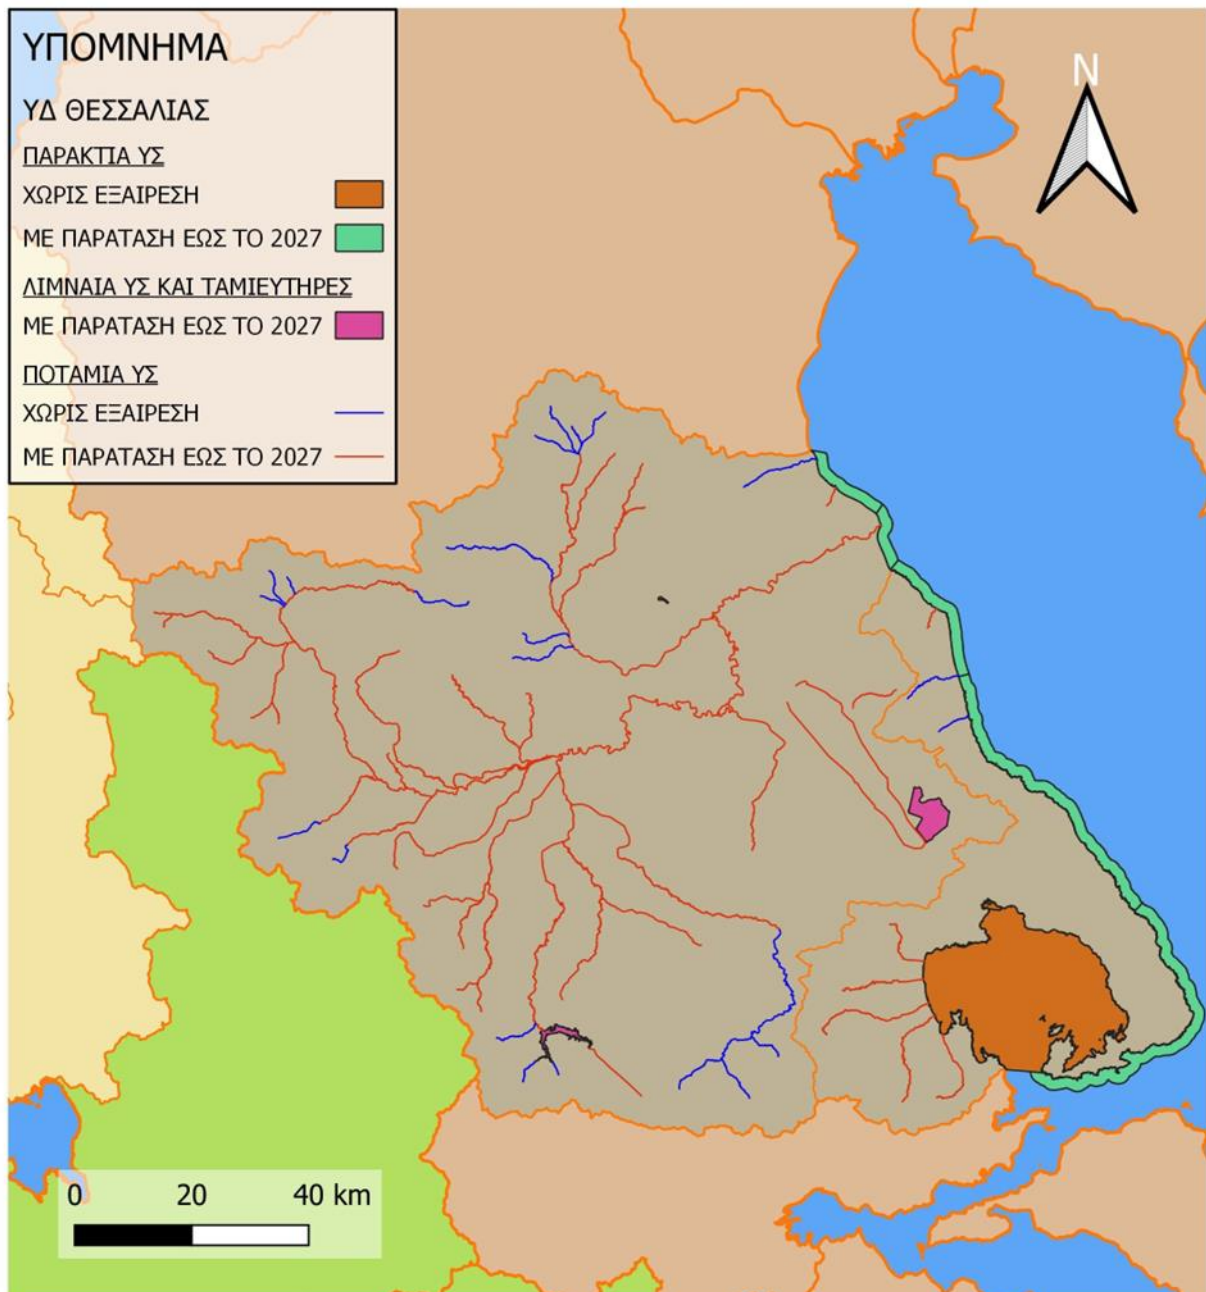 ΥΠΟΜΝΗΜΑ
ΥΔ ΘΕΣΣΑΛΙΑΣ
ΠΑΡΑΚΤΙΑ ΥΣ
ΧΩΡΙΣ ΕΞΑΙΡΕΣΗ
ΜΕ ΠΑΡΑΤΑΣΗ ΕΩΣ ΤΟ 2027
ΛΙΜΝΑΙΑ ΥΣ ΚΑΙ ΤΑΜΙΕΥΤΗΡΕΣ
ΜΕ ΠΑΡΑΤΑΣΗ ΕΩΣ ΤΟ 2027
ΠΟΤΑΜΙΑ ΥΣ
ΧΩΡΙΣ ΕΞΑΙΡΕΣΗ
ΜΕ ΠΑΡΑΤΑΣΗ ΕΩΣ ΤΟ 2027
N
0 20 40 km